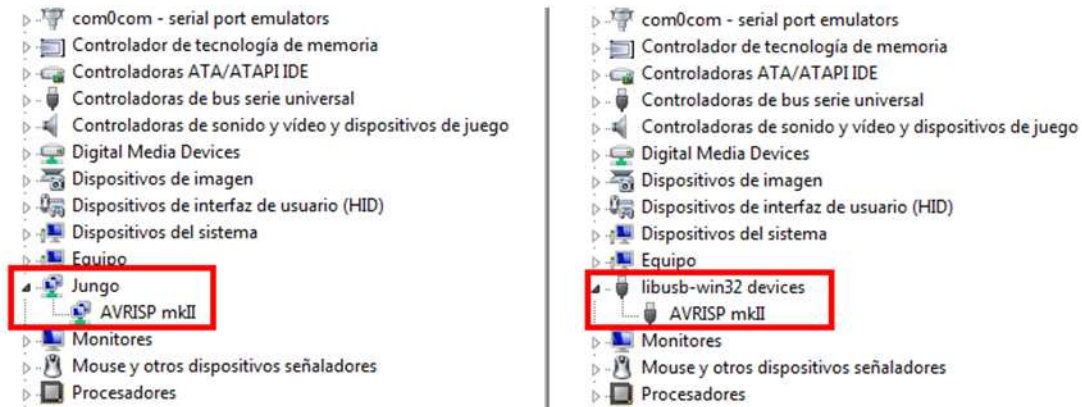 com0com - serial port emulators
Controlador de tecnología de memoria
Controladoras ATA/ATAPI IDE
Controladoras de bus serie universal
Controladoras de sonido y vídeo y dispositivos de juego
Digital Media Devices
Dispositivos de imagen
Dispositivos de interfaz de usuario (HID)
Dispositivos del sistema
Equipo
Jungo
AVRISP mkII
Monitores
Mouse y otros dispositivos señaladores
Procesadores
com0com - serial port emulators
Controlador de tecnología de memoria
Controladoras ATA/ATAPI IDE
Controladoras de bus serie universal
Controladoras de sonido y vídeo y dispositivos de juego
Digital Media Devices
Dispositivos de imagen
Dispositivos de interfaz de usuario (HID)
Dispositivos del sistema
Equipo
libusb-win32 devices
AVRISP mkII
Monitores
Mouse y otros dispositivos señaladores
Procesadores